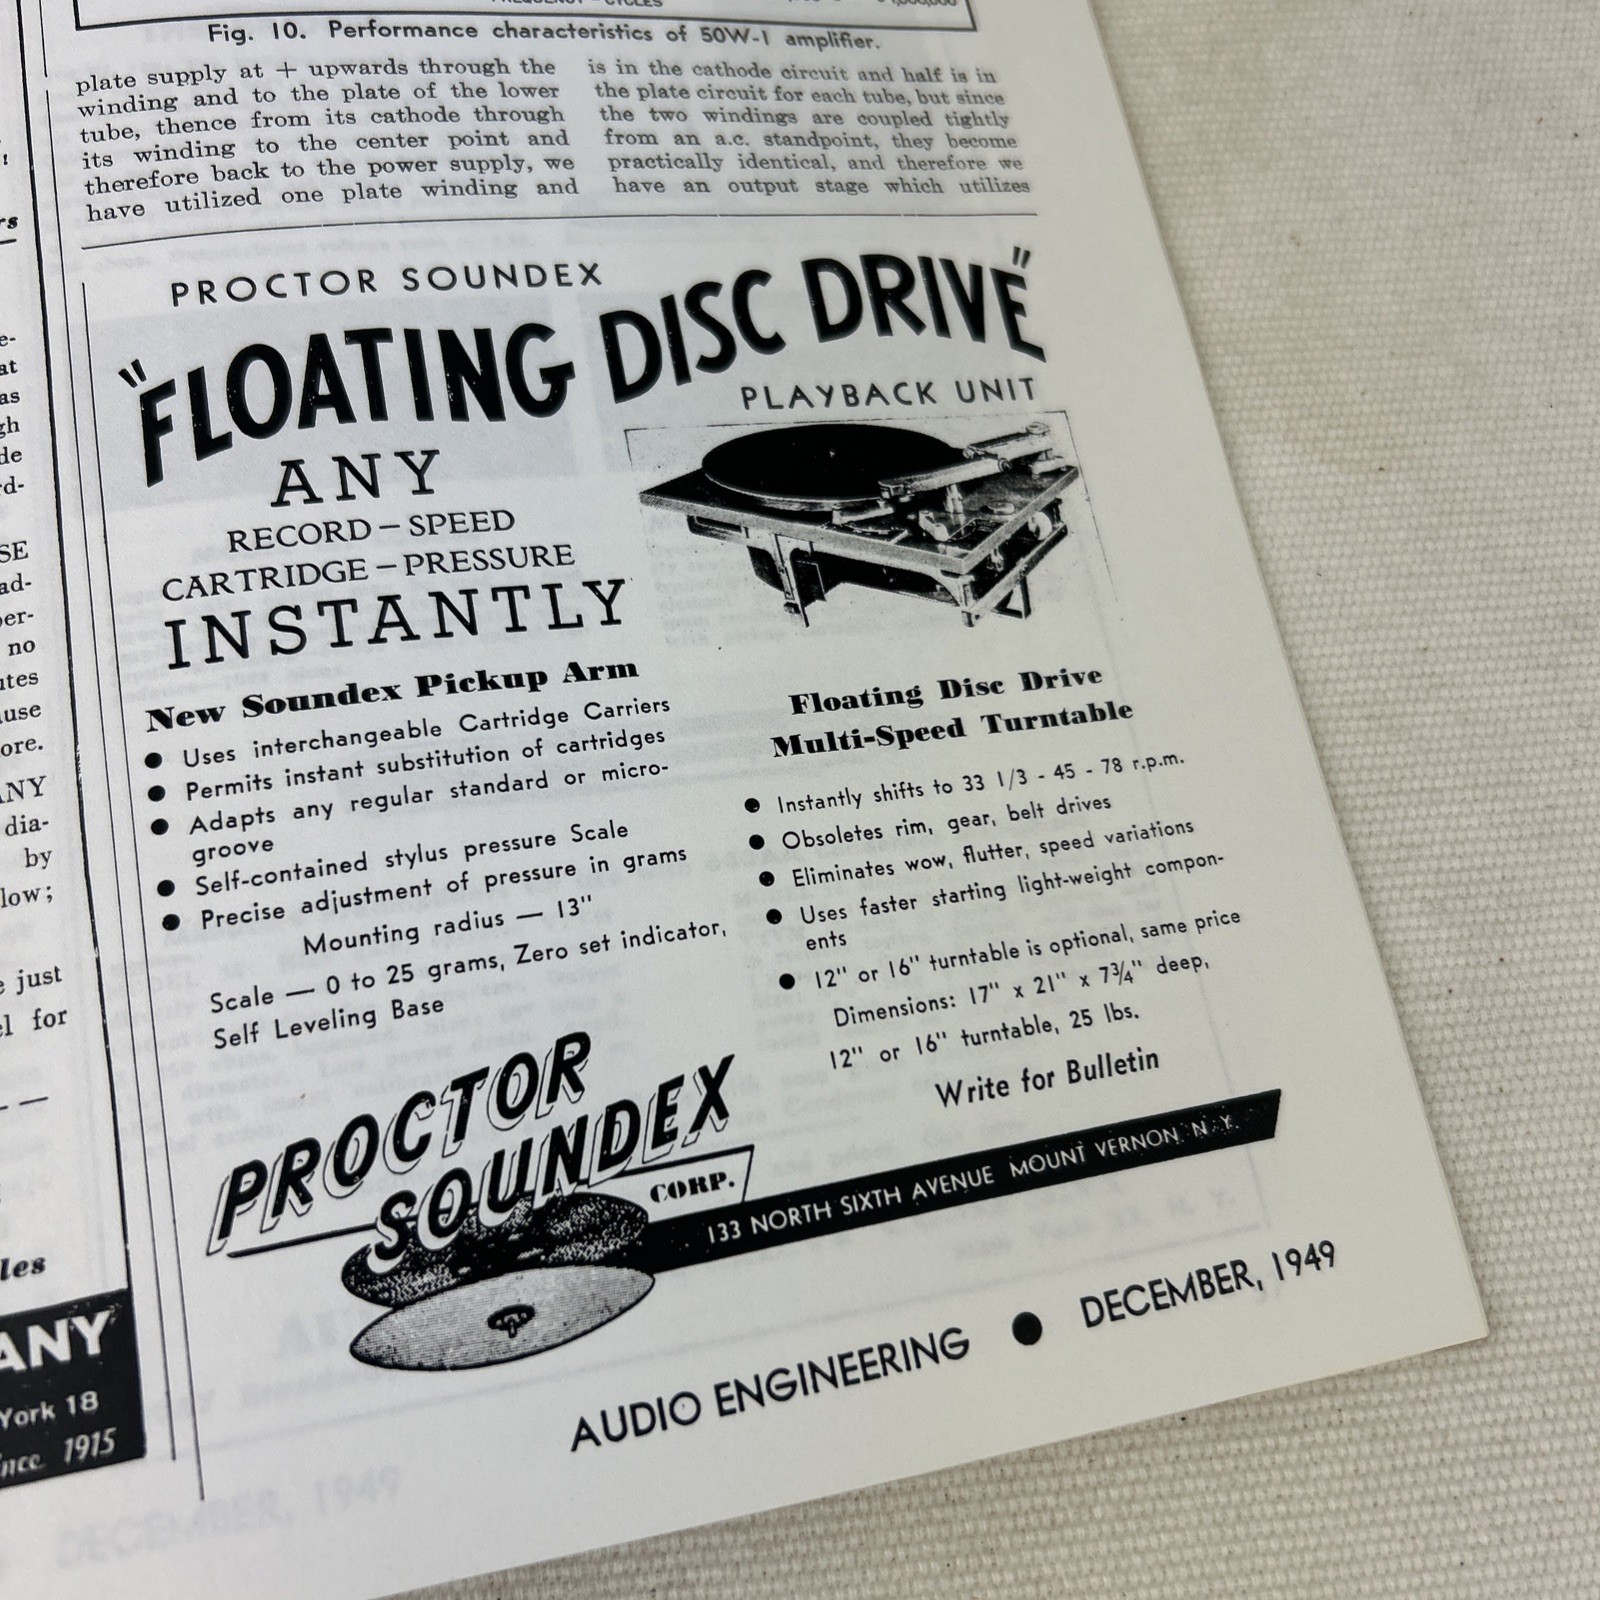 Fig. 10. Performance characteristics of 50W-1 amplifier.
plate supply at + upwards through the
winding and to the plate of the lower
tube, thence from its cathode through
its winding to the center point and
therefore back to the power supply, we
have utilized one plate winding and
is in the cathode circuit and half is in
the plate circuit for each tube, but since
the two windings are coupled tightly
from an a.c. standpoint, they become
practically identical, and therefore we
have an output stage which utilizes
PROCTOR SOUNDEX
"FLOATING DISC DRIVE"
PLAYBACK UNIT
ANY
RECORD – SPEED
CARTRIDGE – PRESSURE
INSTANTLY
New Soundex Pickup Arm
● Uses interchangeable Cartridge Carriers
● Permits instant substitution of cartridges
● Adapts any regular standard or micro-
groove
● Self-contained stylus pressure Scale
● Precise adjustment of pressure in grams
Mounting radius — 13"
Scale — 0 to 25 grams, Zero set indicator,
Self Leveling Base
Floating Disc Drive
Multi-Speed Turntable
● Instantly shifts to 33 1/3 - 45 - 78 r.p.m.
● Obsoletes rim, gear, belt drives
● Eliminates wow, flutter, speed variations
● Uses faster starting light-weight compon-
ents
● 12" or 16" turntable is optional, same price
Dimensions: 17" x 21" x 7¾" deep,
12" or 16" turntable, 25 lbs.
Write for Bulletin
PROCTOR
SOUNDEX
CORP.
133 NORTH SIXTH AVENUE MOUNT VERNON, N.Y.
AUDIO ENGINEERING ● DECEMBER, 1949
at
as
no
ANY
by
low;
just
for
ANY
York 18
1915